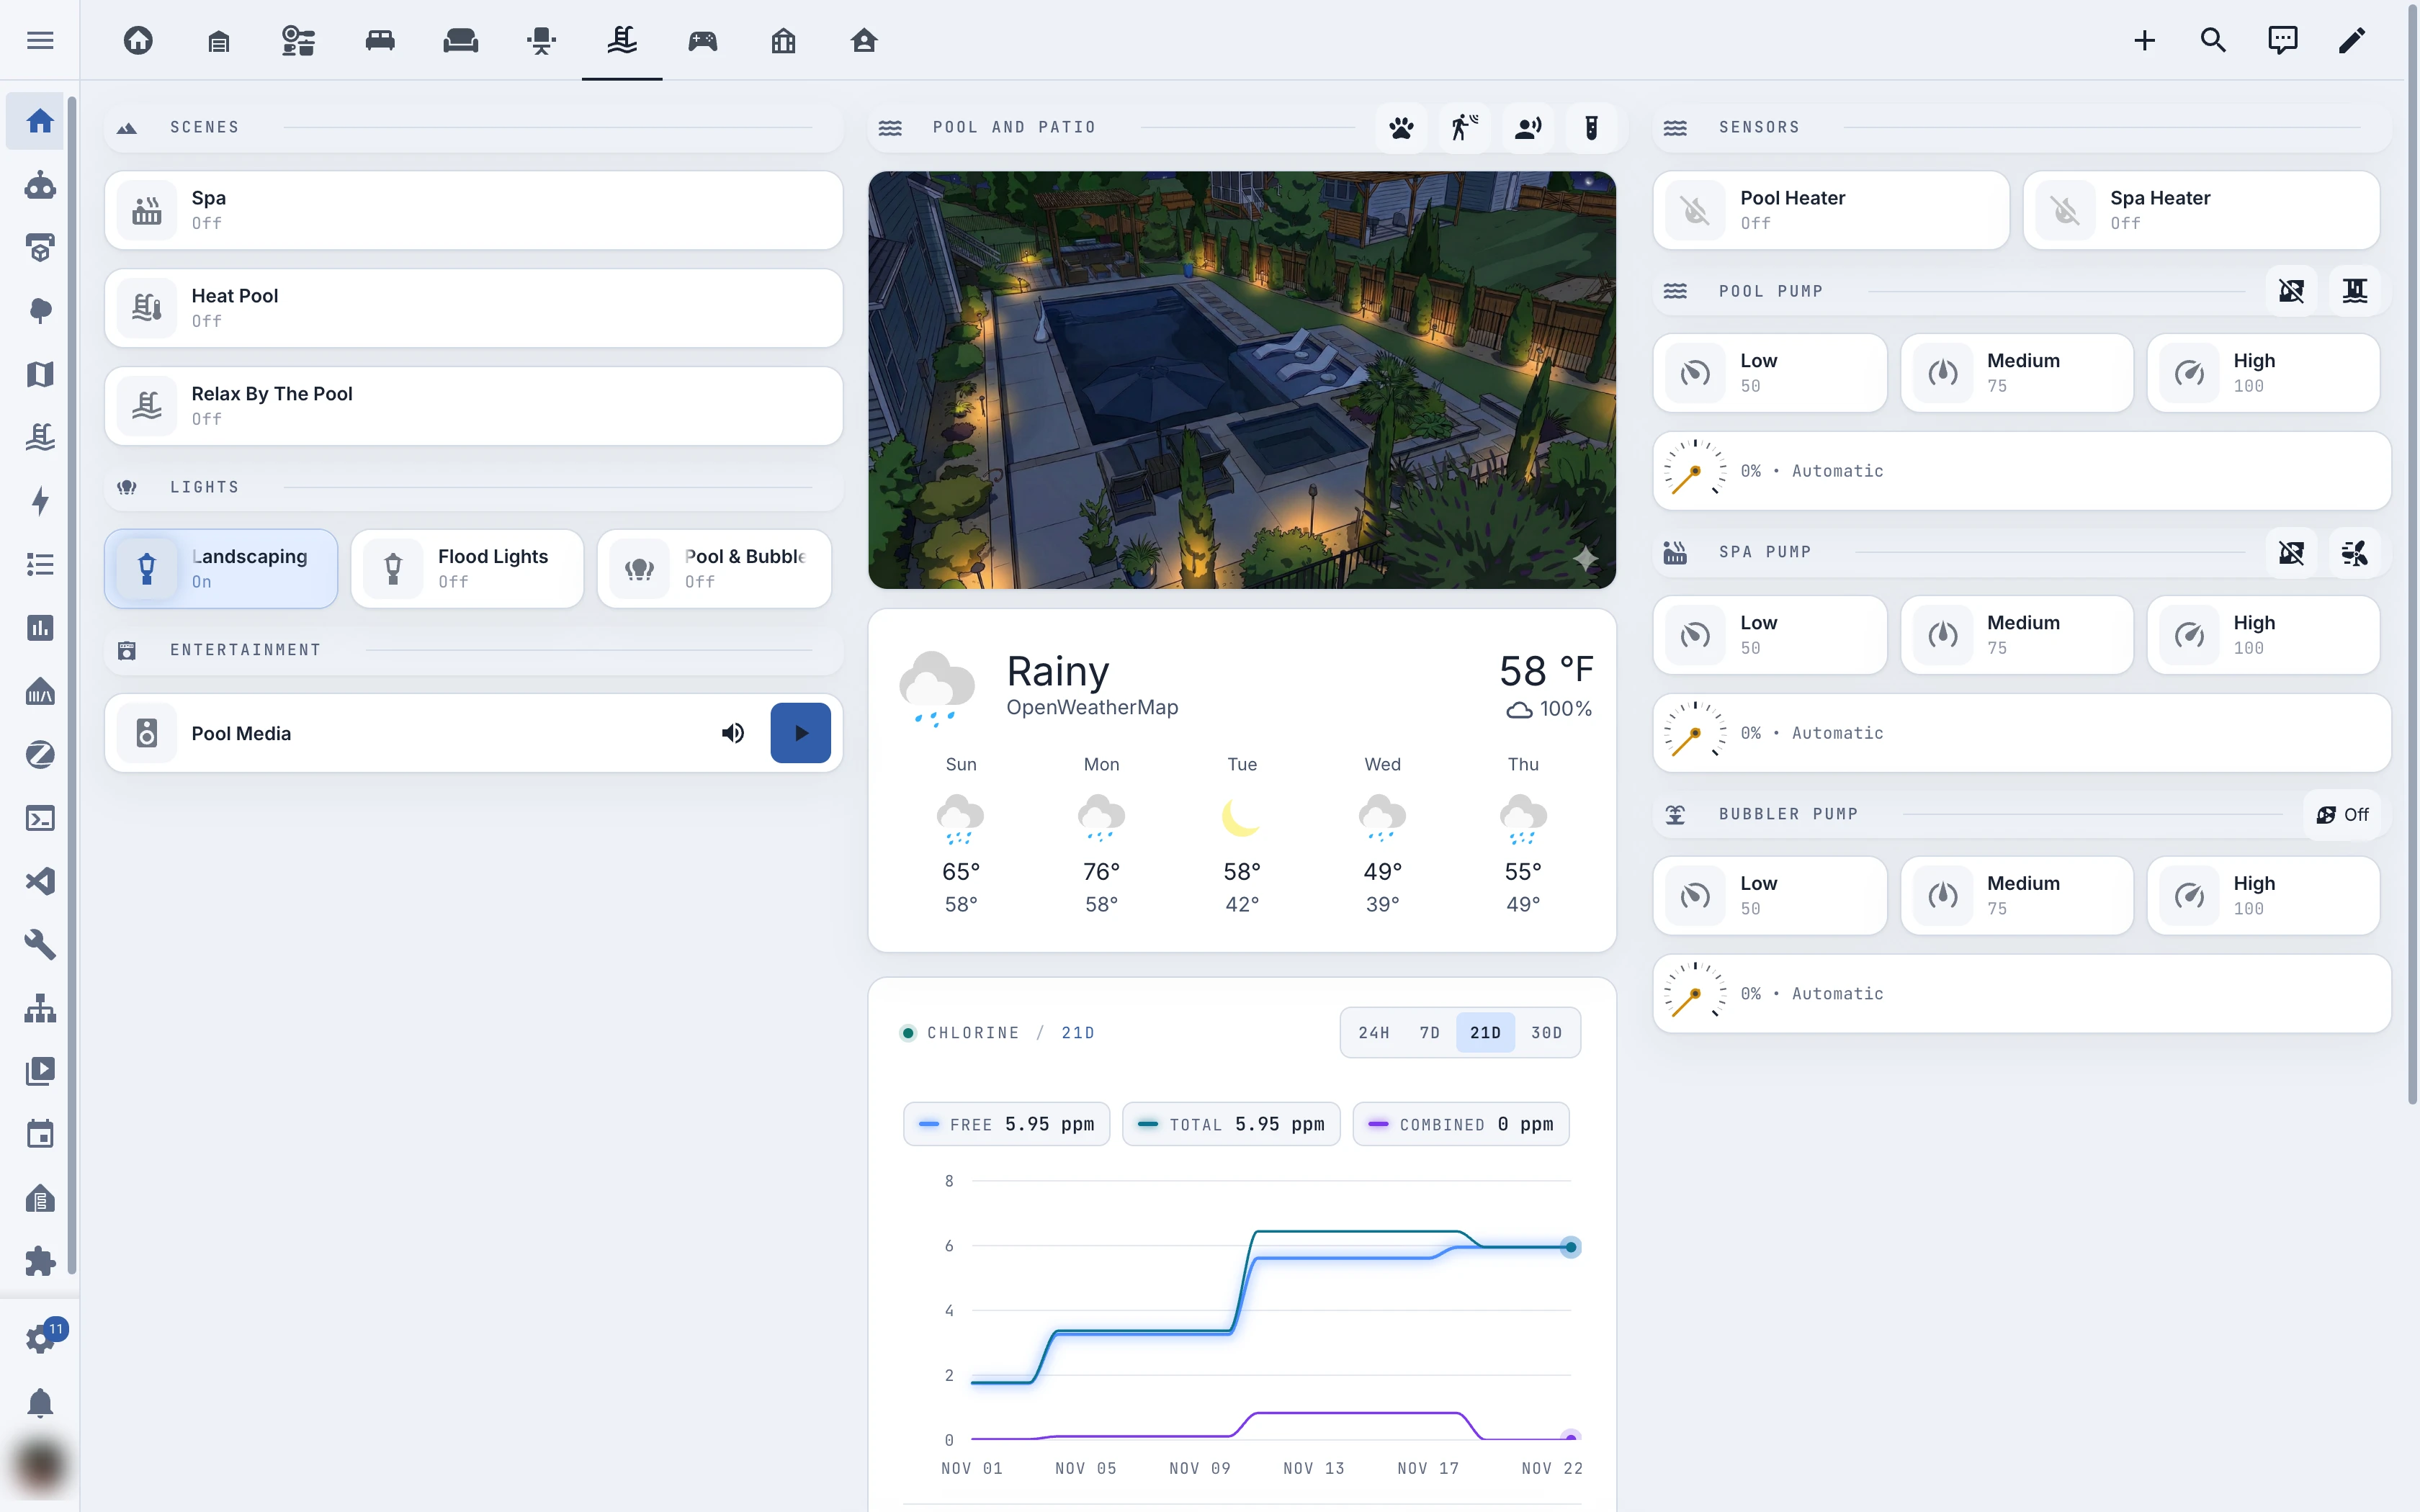 SCENES
Spa
Off
Heat Pool
Off
Relax By The Pool
Off
LIGHTS
Landscaping
On
Flood Lights
Off
Pool & Bubble
Off
ENTERTAINMENT
Pool Media
POOL AND PATIO
Rainy
OpenWeatherMap
58 °F
100%
Sun Mon Tue Wed Thu
65° 76° 58° 49° 55°
58° 58° 42° 39° 49°
CHLORINE / 21D
24H 7D 21D 30D
FREE 5.95 ppm TOTAL 5.95 ppm COMBINED 0 ppm
8
6
4
2
0
NOV 01 NOV 05 NOV 09 NOV 13 NOV 17 NOV 22
SENSORS
Pool Heater
Off
Spa Heater
Off
POOL PUMP
Low
50
Medium
75
High
100
0% • Automatic
SPA PUMP
Low
50
Medium
75
High
100
0% • Automatic
BUBBLER PUMP
Off
Low
50
Medium
75
High
100
0% • Automatic
11